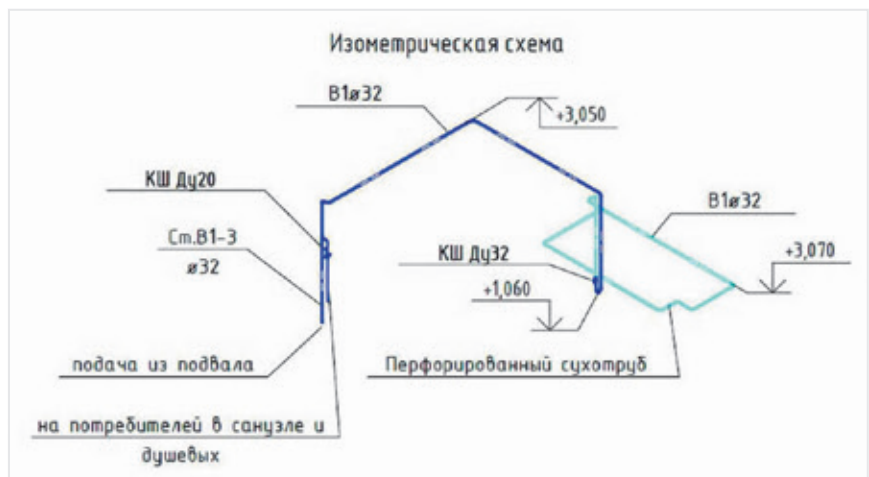 Изометрическая схема
В1ø32
+3,050
КШ Ду20
В1ø32
Ст.В1-3
ø32
КШ Ду32
+3,070
+1,060
подача из подвала
Перфорированный сухотруб
на потребителей в санузле и
душевых